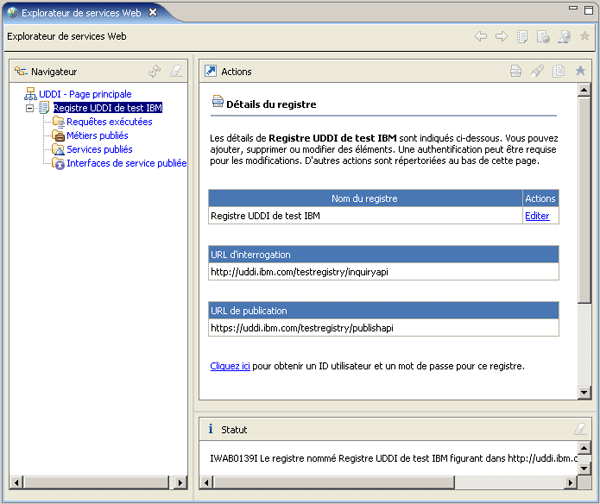 Explorateur de services Web
Explorateur de services Web
Navigateur
UDDI - Page principale
Registre UDDI de test IBM
Requêtes exécutées
Métiers publiés
Services publiés
Interfaces de service publiée
Actions
Détails du registre
Les détails de Registre UDDI de test IBM sont indiqués ci-dessous. Vous pouvez
ajouter, supprimer ou modifier des éléments. Une authentification peut être requise
pour les modifications. D'autres actions sont répertoriées au bas de cette page.
Nom du registre Actions
Registre UDDI de test IBM Editer
URL d'interrogation
http://uddi.ibm.com/testregistry/inquiryapi
URL de publication
https://uddi.ibm.com/testregistry/publishapi
Cliquez ici pour obtenir un ID utilisateur et un mot de passe pour ce registre.
Statut
IWAB0139I Le registre nommé Registre UDDI de test IBM figurant dans http://uddi.ibm.c